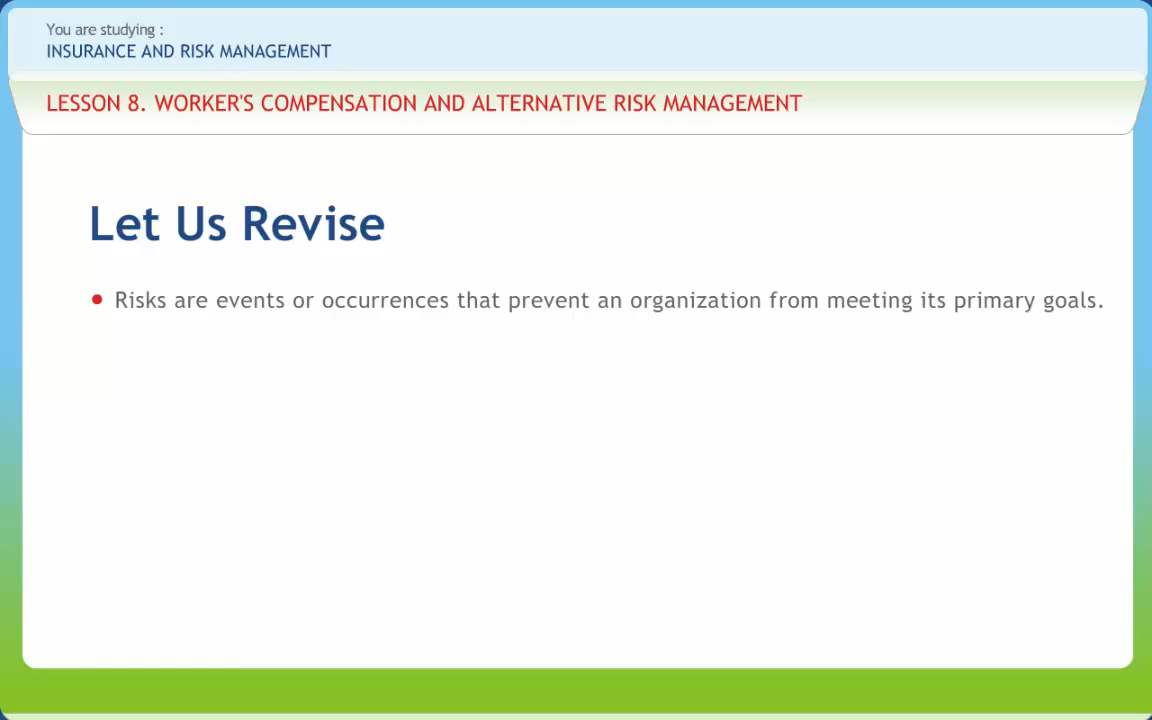 You are studying :
INSURANCE AND RISK MANAGEMENT
LESSON 8. WORKER'S COMPENSATION AND ALTERNATIVE RISK MANAGEMENT
Let Us Revise
• Risks are events or occurrences that prevent an organization from meeting its primary goals.